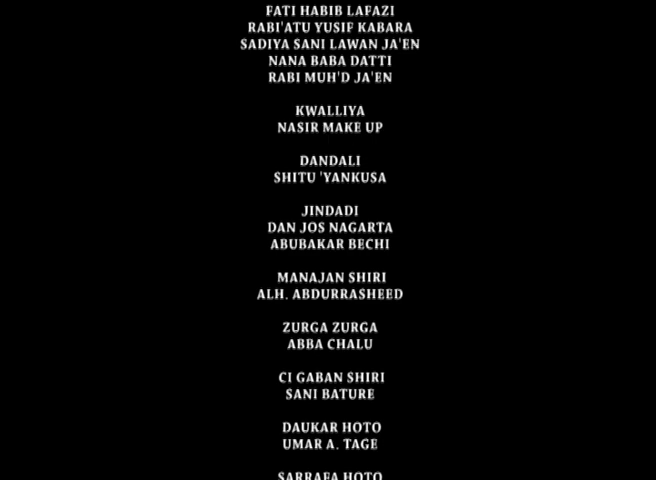 FATI HABIB LAFAZI
RABI'ATU YUSIF KABARA
SADIYA SANI LAWAN JA'EN
NANA BABA DATTI
RABI MUH'D JA'EN
KWALLIYA
NASIR MAKE UP
DANDALI
SHITU 'YANKUSA
JINDADI
DAN JOS NAGARTA
ABUBAKAR BECHI
MANAJAN SHIRI
ALH. ABDURRASHEED
ZURGA ZURGA
ABBA CHALU
CI GABAN SHIRI
SANI BATURE
DAUKAR HOTO
UMAR A. TAGE
SARRAFA HOTO